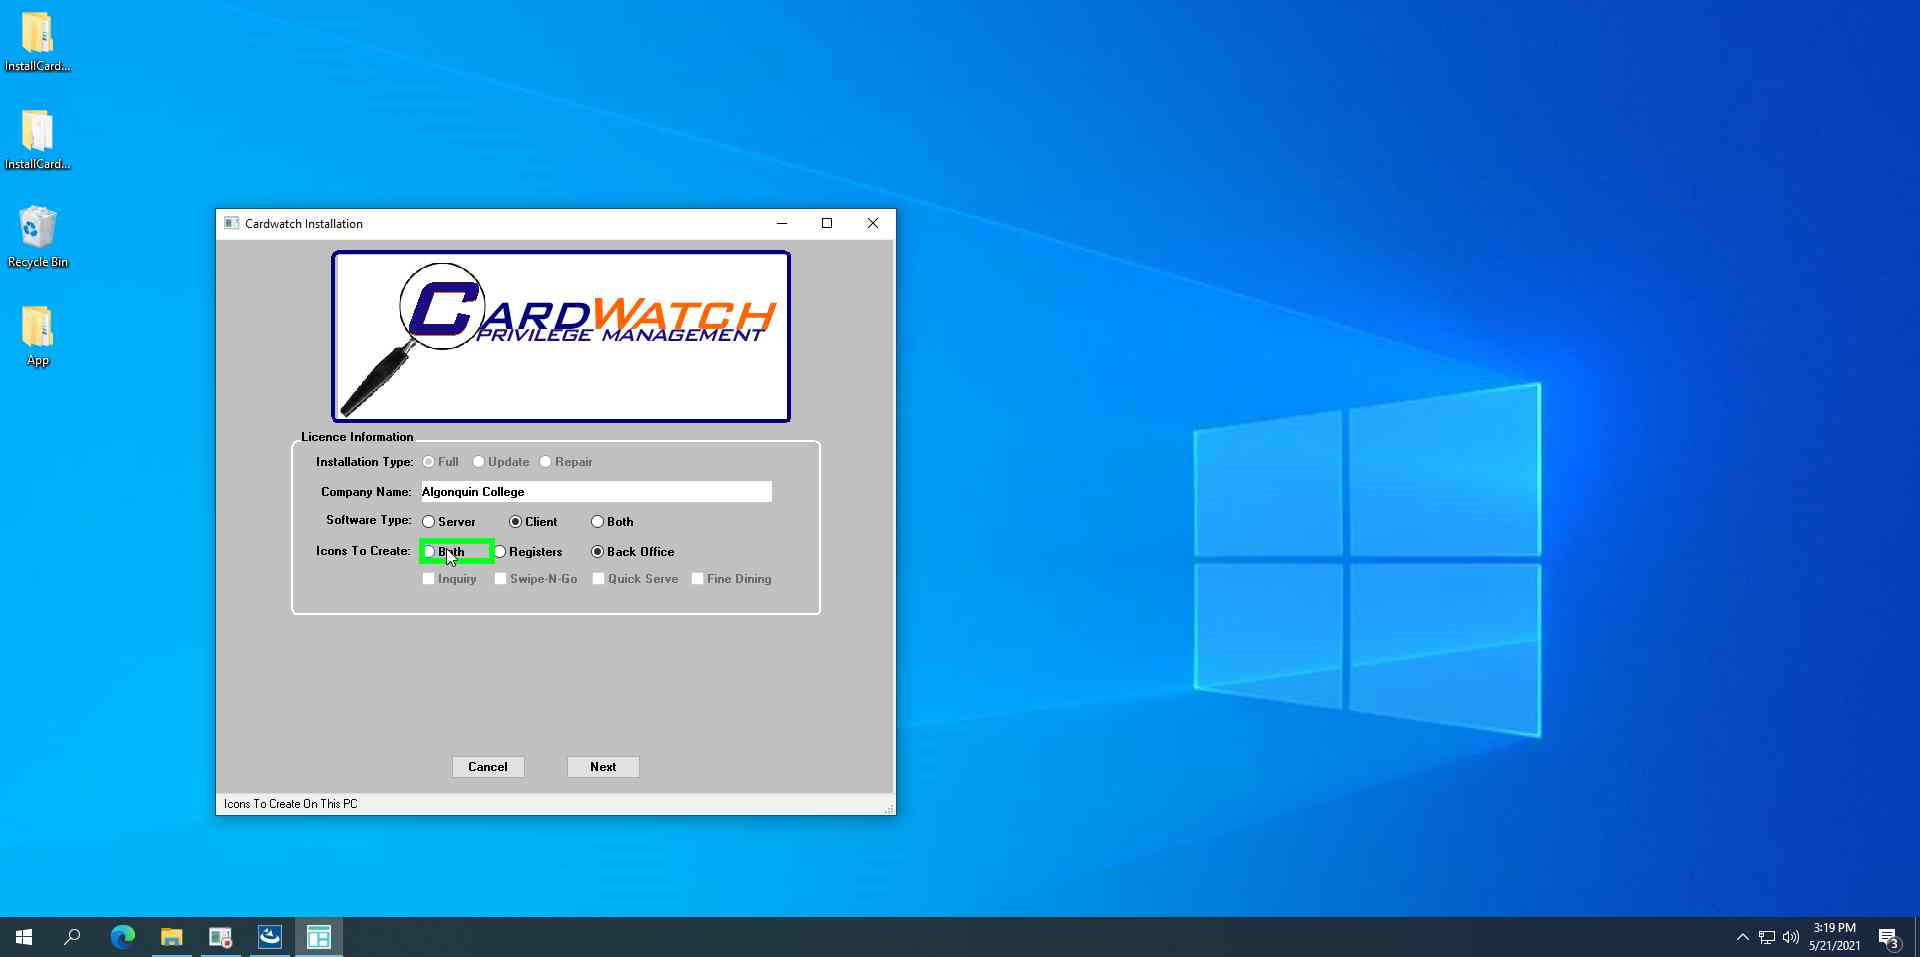 InstallCard...
InstallCard...
Recycle Bin
App
Cardwatch Installation
CARDWATCH
PRIVILEGE MANAGEMENT
Licence Information
Installation Type: Full Update Repair
Company Name: Algonquin College
Software Type: Server Client Both
Icons To Create: Both Registers Back Office
Inquiry Swipe-N-Go Quick Serve Fine Dining
Cancel Next
Icons To Create On This PC
3:19 PM
5/21/2021
3